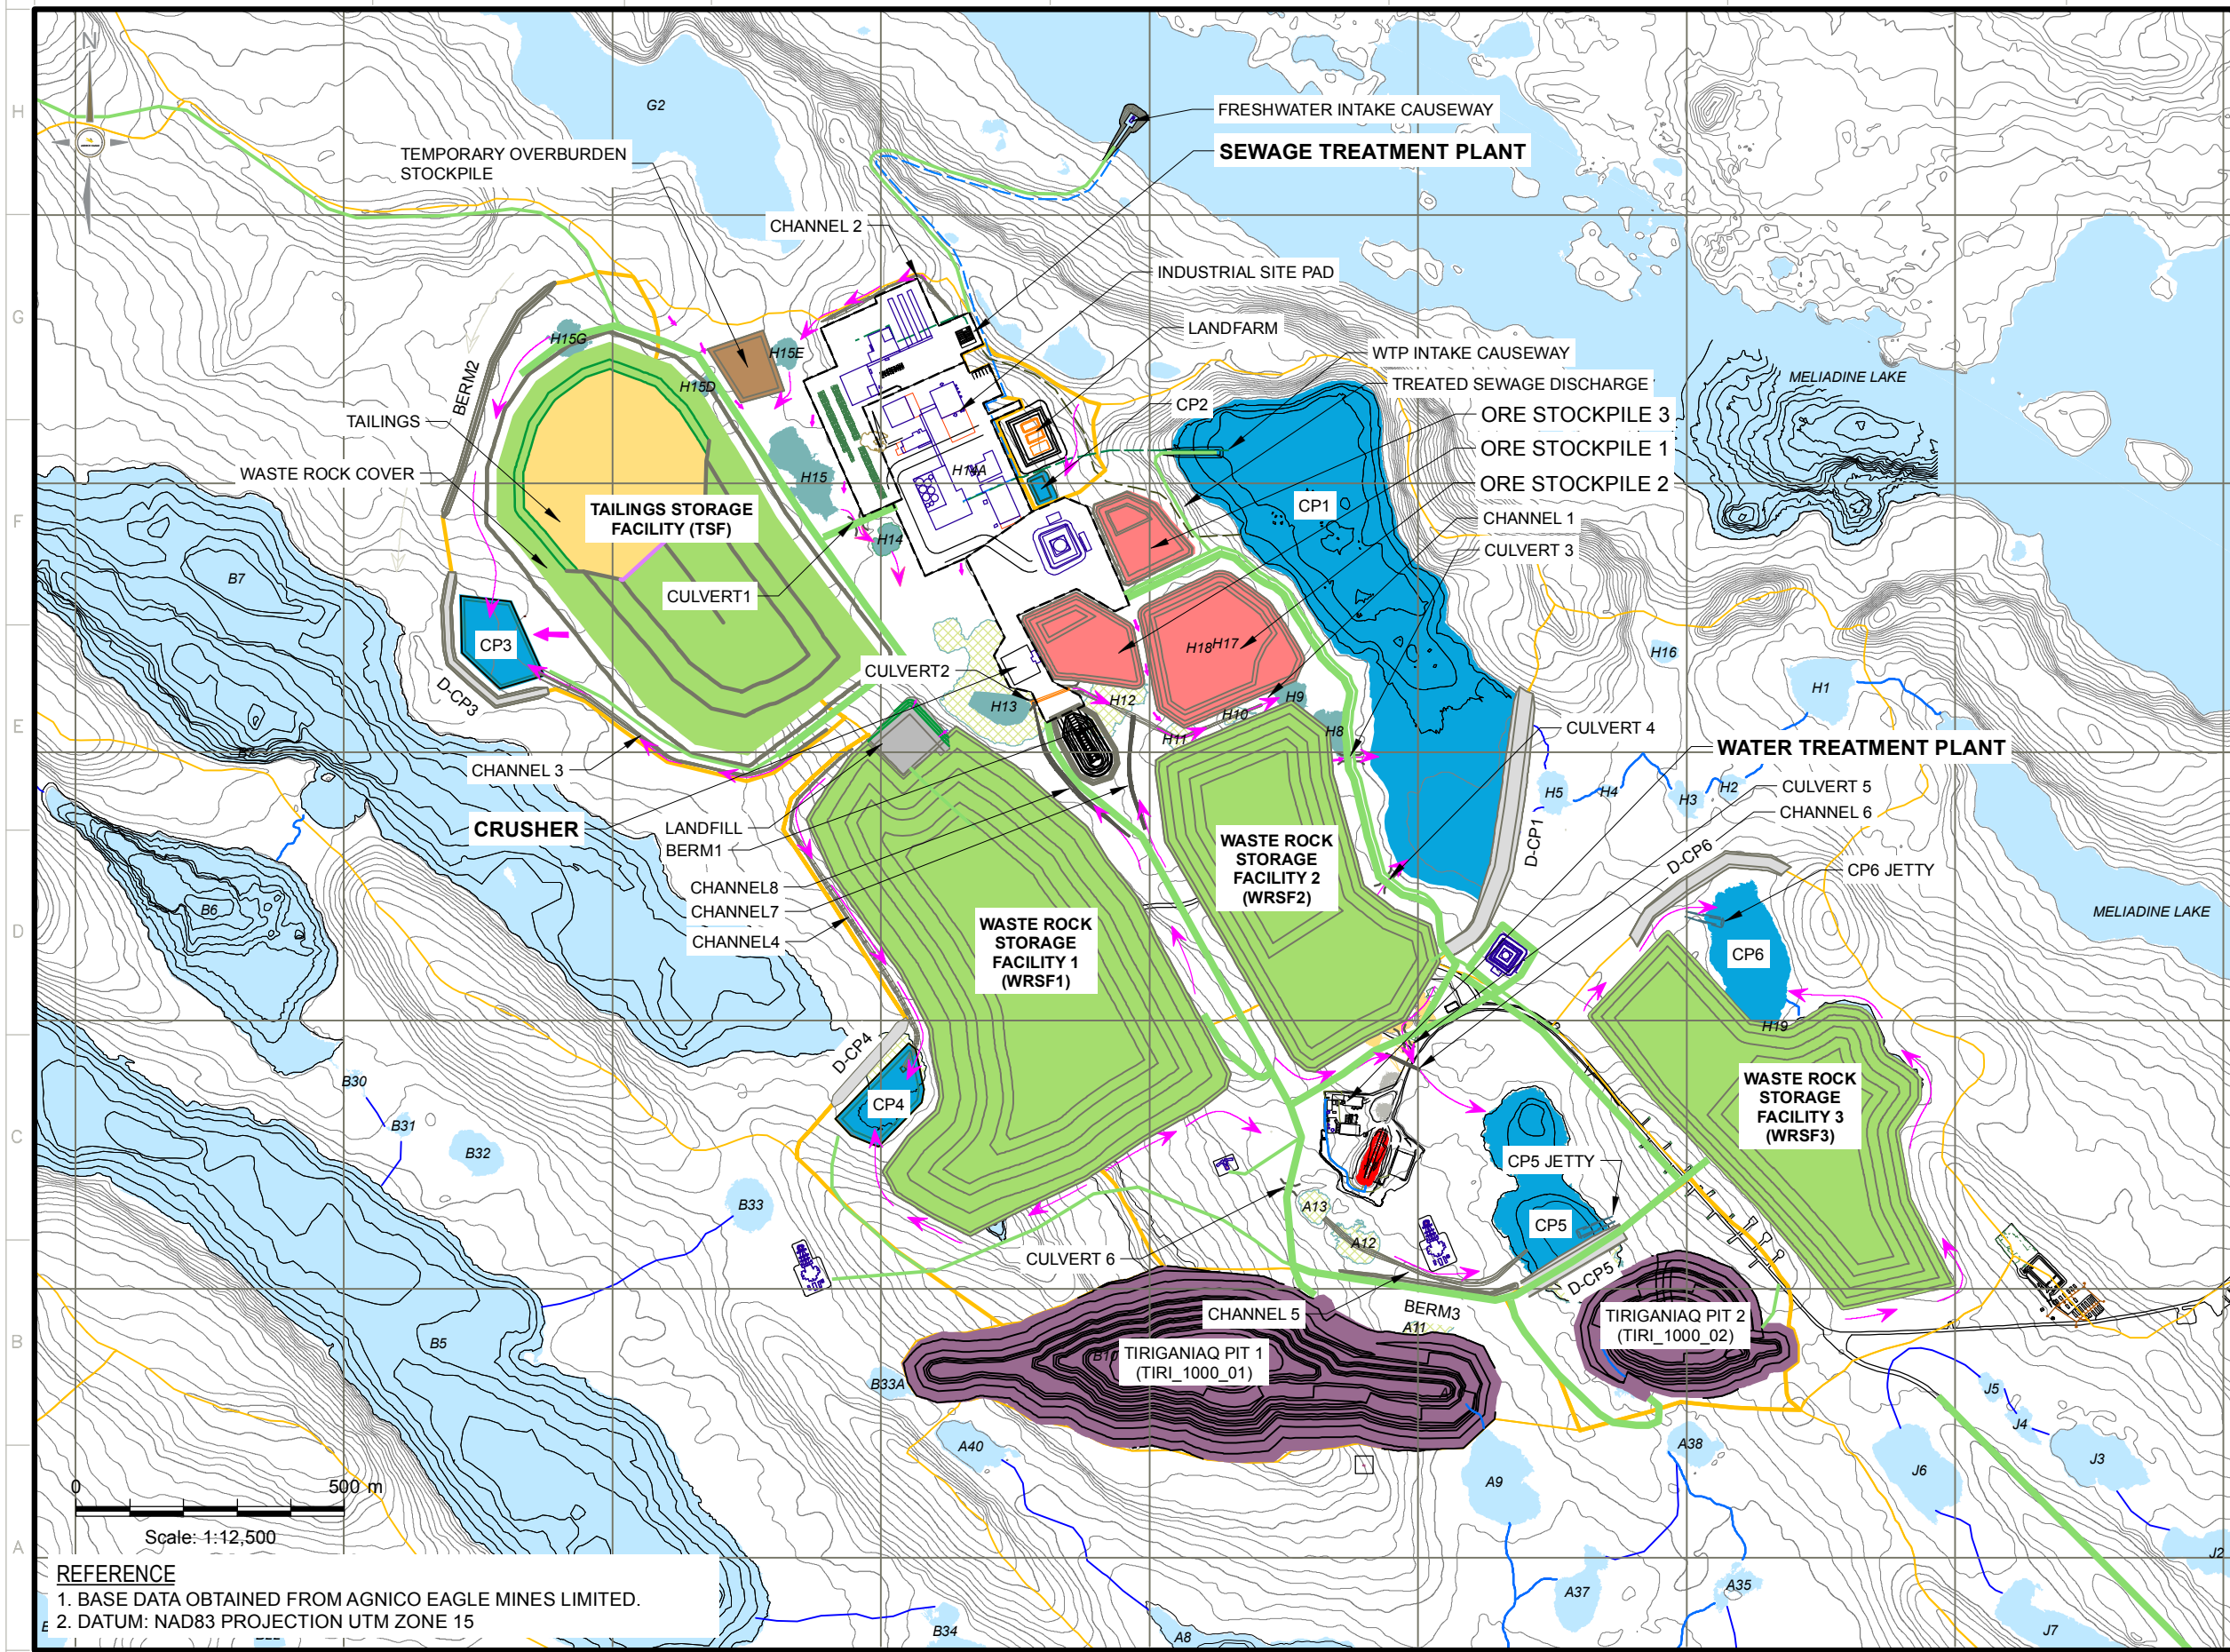 N
H
G2
FRESHWATER INTAKE CAUSEWAY
SEWAGE TREATMENT PLANT
TEMPORARY OVERBURDEN
STOCKPILE
CHANNEL 2
INDUSTRIAL SITE PAD
LANDFARM
G
H15G
H15E
H15D
WTP INTAKE CAUSEWAY
MELIADINE LAKE
TREATED SEWAGE DISCHARGE
BERM2
CP2
ORE STOCKPILE 3
TAILINGS
ORE STOCKPILE 1
WASTE ROCK COVER
H15
H14A
ORE STOCKPILE 2
CP1
TAILINGS STORAGE
FACILITY (TSF)
CHANNEL 1
F
H14
CULVERT 3
B7
CULVERT1
CP3
H18
H17
H16
CULVERT2
D-CP3
H13
H12
H9
H1
H10
E
H8
CULVERT 4
H11
WATER TREATMENT PLANT
CHANNEL 3
H5
H4
H3
H2
CULVERT 5
CHANNEL 6
CRUSHER
LANDFILL
BERM1
D-CP1
D-CP6
WASTE ROCK
STORAGE
FACILITY 2
(WRSF2)
CP6 JETTY
CHANNEL8
CHANNEL7
CHANNEL4
B6
MELIADINE LAKE
D
WASTE ROCK
STORAGE
FACILITY 1
(WRSF1)
CP6
H19
D-CP4
B30
CP4
WASTE ROCK
STORAGE
FACILITY 3
(WRSF3)
B31
C
B32
CP5 JETTY
B33
A13
CP5
A12
CULVERT 6
D-CP5
CHANNEL 5
BERM3
A11
TIRIGANIAQ PIT 2
(TIRI_1000_02)
B
B5
TIRIGANIAQ PIT 1
(TIRI_1000_01)
B33A
J5
J4
A40
A38
J3
J6
A9
0 500 m
Scale: 1:12,500
A
J2
REFERENCE
1. BASE DATA OBTAINED FROM AGNICO EAGLE MINES LIMITED.
2. DATUM: NAD83 PROJECTION UTM ZONE 15
A37
A35
B34
A8
J7